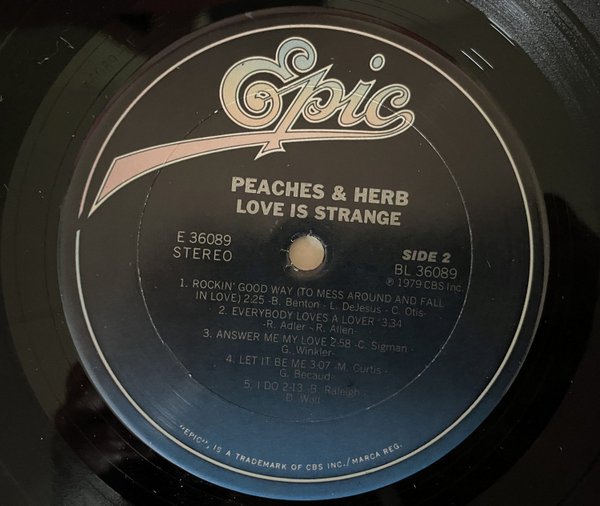 Epic
PEACHES & HERB
LOVE IS STRANGE
E 36089
STEREO
SIDE 2
BL 36089
℗ 1979 CBS Inc.
1. ROCKIN' GOOD WAY (TO MESS AROUND AND FALL
IN LOVE) 2:25 -B. Benton- L. DeJesus- C. Otis-
2. EVERYBODY LOVES A LOVER 3:34
-R. Adler- R. Allen-
3. ANSWER ME MY LOVE 2:58 -C. Sigman-
G. Winkler-
4. LET IT BE ME 3:07 -M. Curtis-
G. Becaud-
5. I DO 2:13 -B. Raleigh-
D. Wolf
"EPIC", IS A TRADEMARK OF CBS INC./MARCA REG.